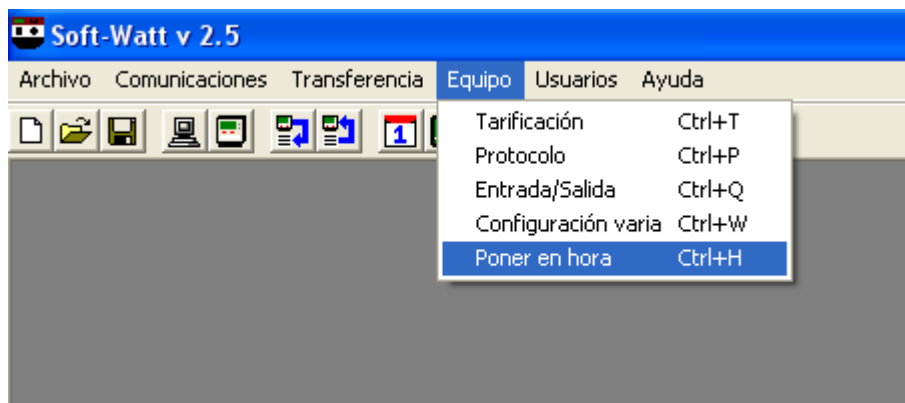 Soft-Watt v 2.5
Archivo Comunicaciones Transferencia Equipo Usuarios Ayuda
1
Tarificación Ctrl+T
Protocolo Ctrl+P
Entrada/Salida Ctrl+Q
Configuración varia Ctrl+W
Poner en hora Ctrl+H